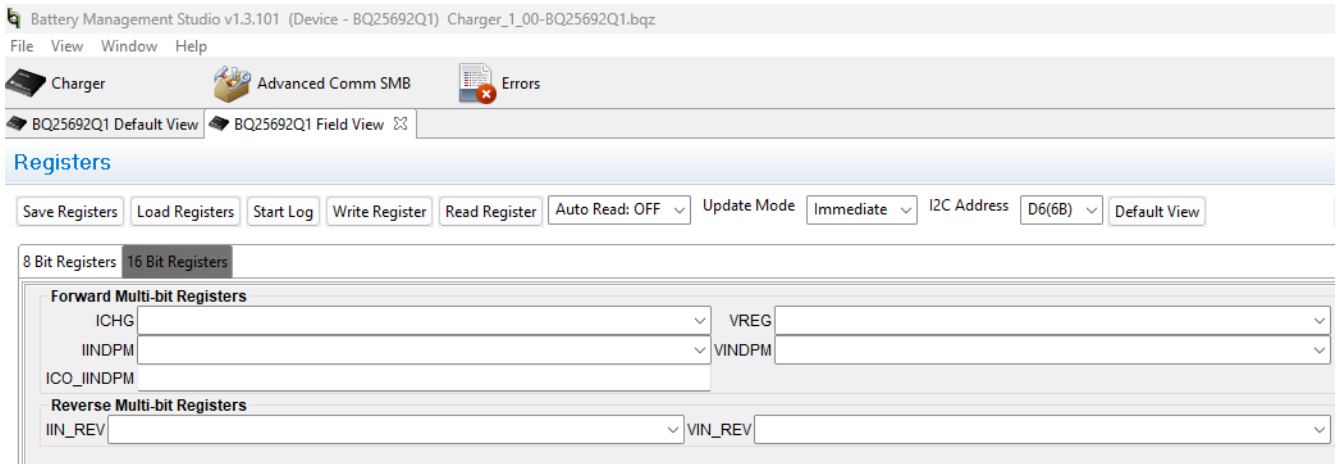 Battery Management Studio v1.3.101 (Device - BQ25692Q1) Charger_1_00-BQ25692Q1.bqz
File View Window Help
Charger Advanced Comm SMB Errors
BQ25692Q1 Default View BQ25692Q1 Field View
Registers
Save Registers Load Registers Start Log Write Register Read Register Auto Read: OFF Update Mode Immediate I2C Address D6(6B) Default View
8 Bit Registers 16 Bit Registers
Forward Multi-bit Registers
ICHG VREG
IINDPM VINDPM
ICO_IINDPM
Reverse Multi-bit Registers
IIN_REV VIN_REV